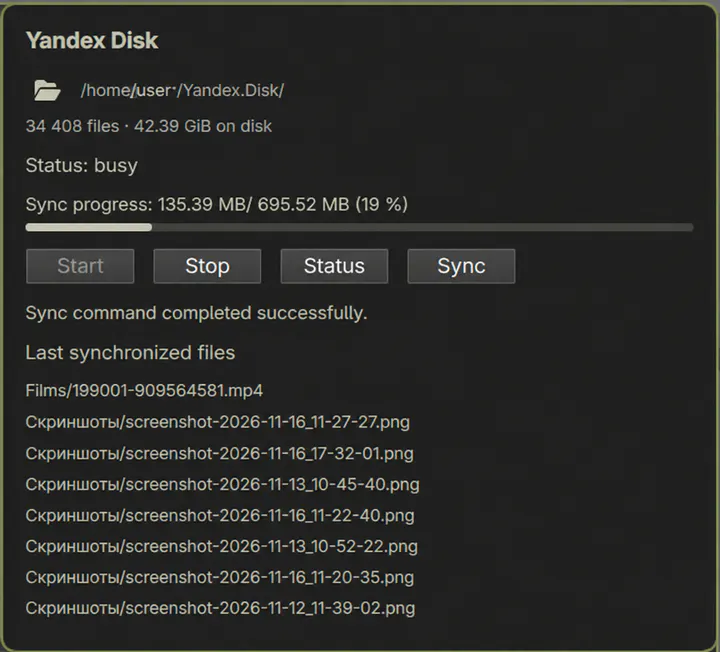 Yandex Disk
/home/user/Yandex.Disk/
34 408 files · 42.39 GiB on disk
Status: busy
Sync progress: 135.39 MB/ 695.52 MB (19 %)
Start Stop Status Sync
Sync command completed successfully.
Last synchronized files
Films/199001-909564581.mp4
Скриншоты/screenshot-2026-11-16_11-27-27.png
Скриншоты/screenshot-2026-11-16_17-32-01.png
Скриншоты/screenshot-2026-11-13_10-45-40.png
Скриншоты/screenshot-2026-11-16_11-22-40.png
Скриншоты/screenshot-2026-11-13_10-52-22.png
Скриншоты/screenshot-2026-11-16_11-20-35.png
Скриншоты/screenshot-2026-11-12_11-39-02.png